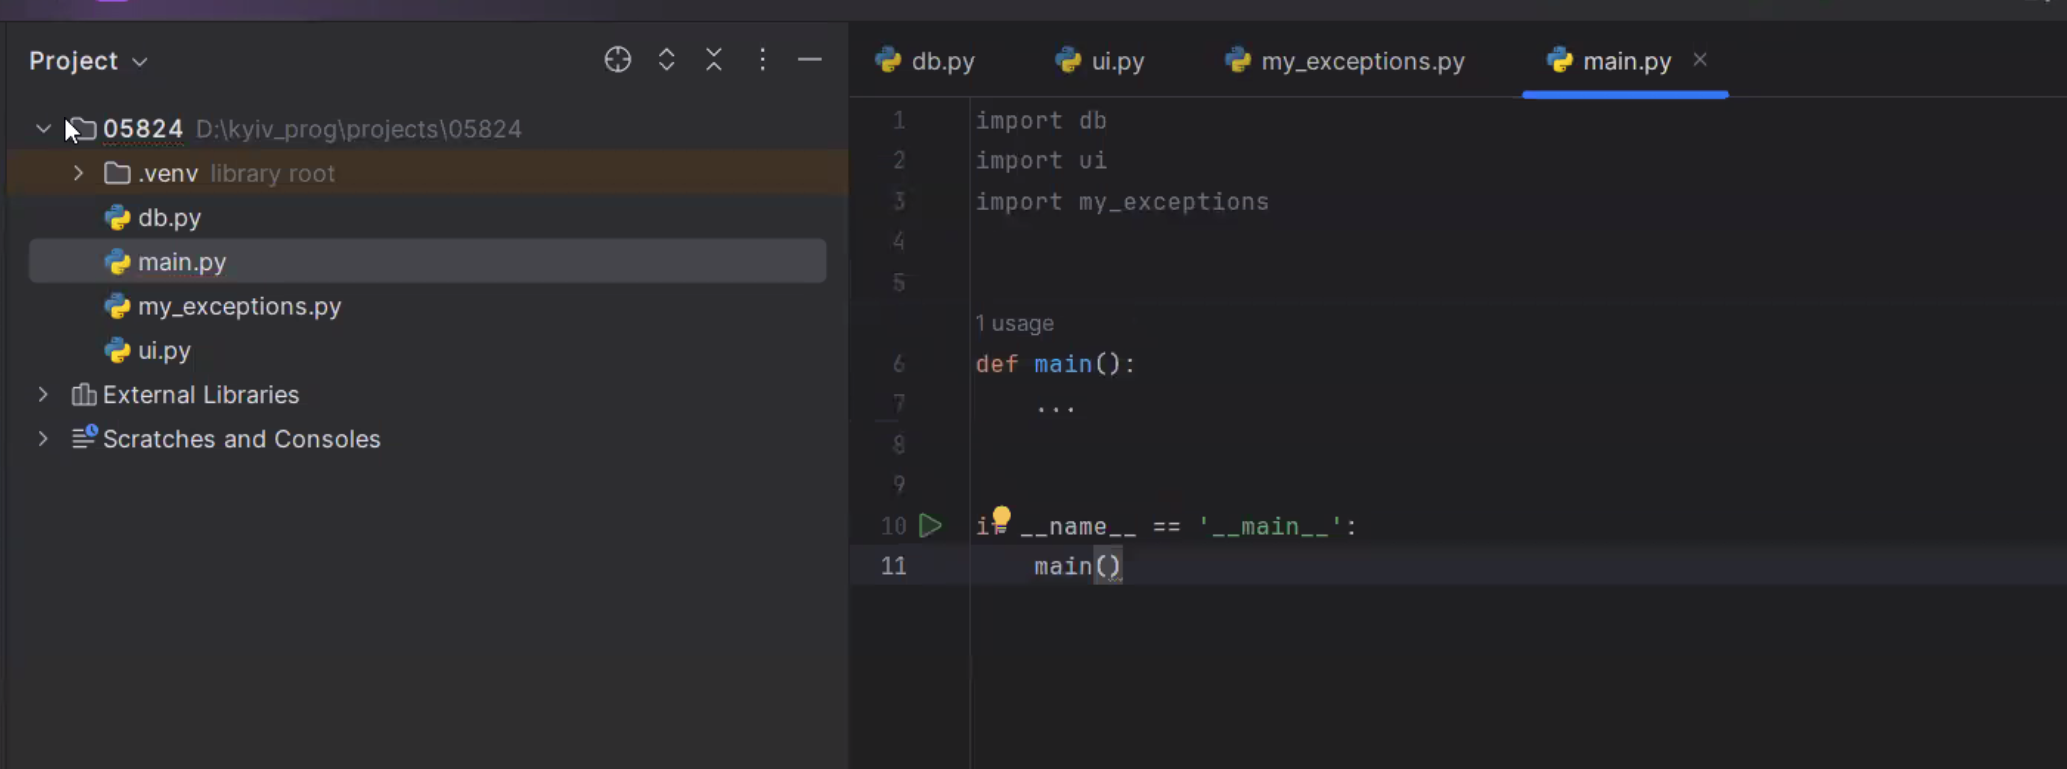 Project
05824 D:\kyiv_prog\projects\05824
.venv library root
db.py
main.py
my_exceptions.py
ui.py
External Libraries
Scratches and Consoles
db.py ui.py my_exceptions.py main.py
1 import db
2 import ui
3 import my_exceptions
4
5
1 usage
6 def main():
7 ...
8
9
10 if __name__ == '__main__':
11 main()